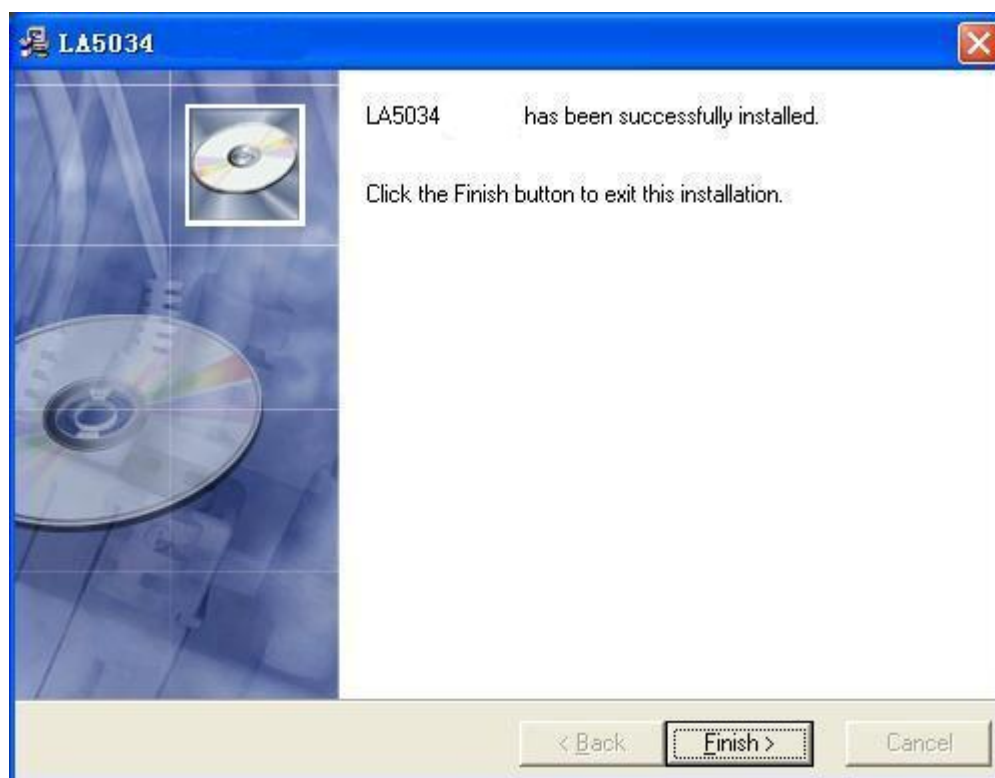 LA5034
LA5034 has been successfully installed.
Click the Finish button to exit this installation.
< Back
Finish >
Cancel